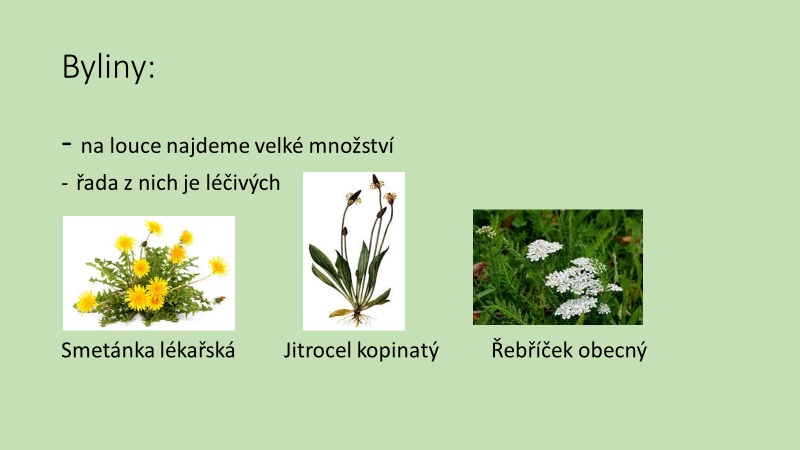 Byliny:
- na louce najdeme velké množství
- řada z nich je léčivých
Smetánka lékařská
Jitrocel kopinatý
Řebříček obecný